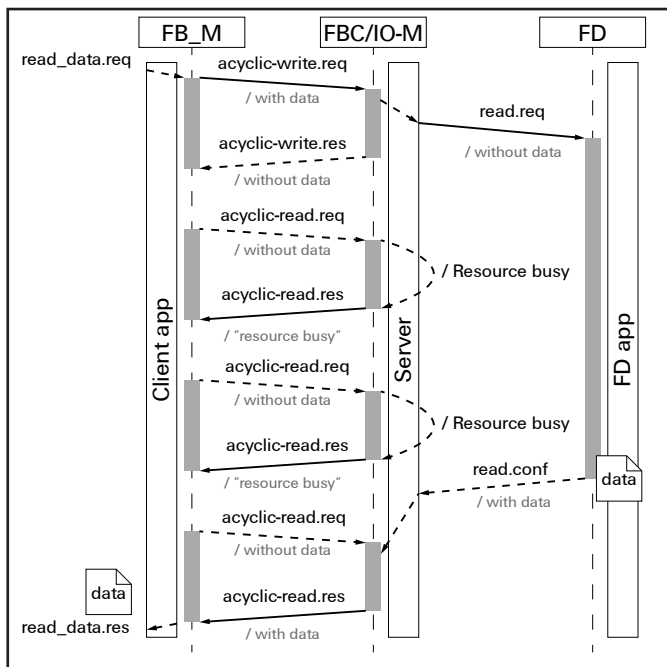 FB_M
FBC/IO-M
FD
read_data.req
acyclic-write.req
/ with data
read.req
/ without data
acyclic-write.res
/ without data
acyclic-read.req
/ without data
/ Resource busy
acyclic-read.res
/ “resource busy“
Client app
Server
FD app
acyclic-read.req
/ without data
/ Resource busy
acyclic-read.res
/ “resource busy“
read.conf
data
/ with data
acyclic-read.req
/ without data
data
acyclic-read.res
read_data.res
/ with data